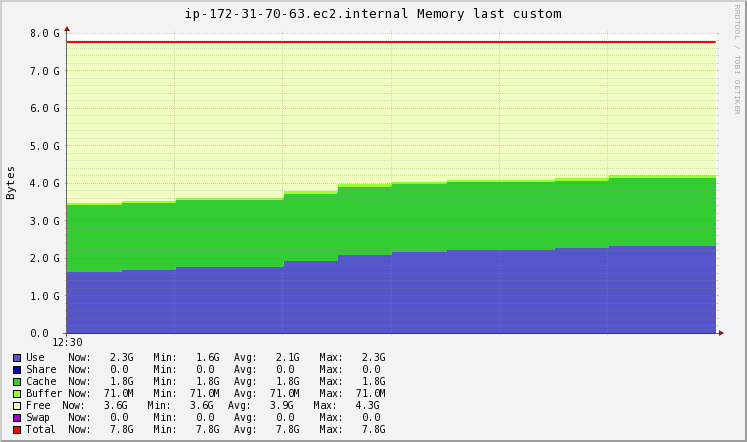 ip-172-31-70-63.ec2.internal Memory last custom
RRDTOOL / TOBI OETIKER
Bytes
8.0 G
7.0 G
6.0 G
5.0 G
4.0 G
3.0 G
2.0 G
1.0 G
0.0
12:30
Use Now: 2.3G Min: 1.6G Avg: 2.1G Max: 2.3G
Share Now: 0.0 Min: 0.0 Avg: 0.0 Max: 0.0
Cache Now: 1.8G Min: 1.8G Avg: 1.8G Max: 1.8G
Buffer Now: 71.0M Min: 71.0M Avg: 71.0M Max: 71.0M
Free Now: 3.6G Min: 3.6G Avg: 3.9G Max: 4.3G
Swap Now: 0.0 Min: 0.0 Avg: 0.0 Max: 0.0
Total Now: 7.8G Min: 7.8G Avg: 7.8G Max: 7.8G